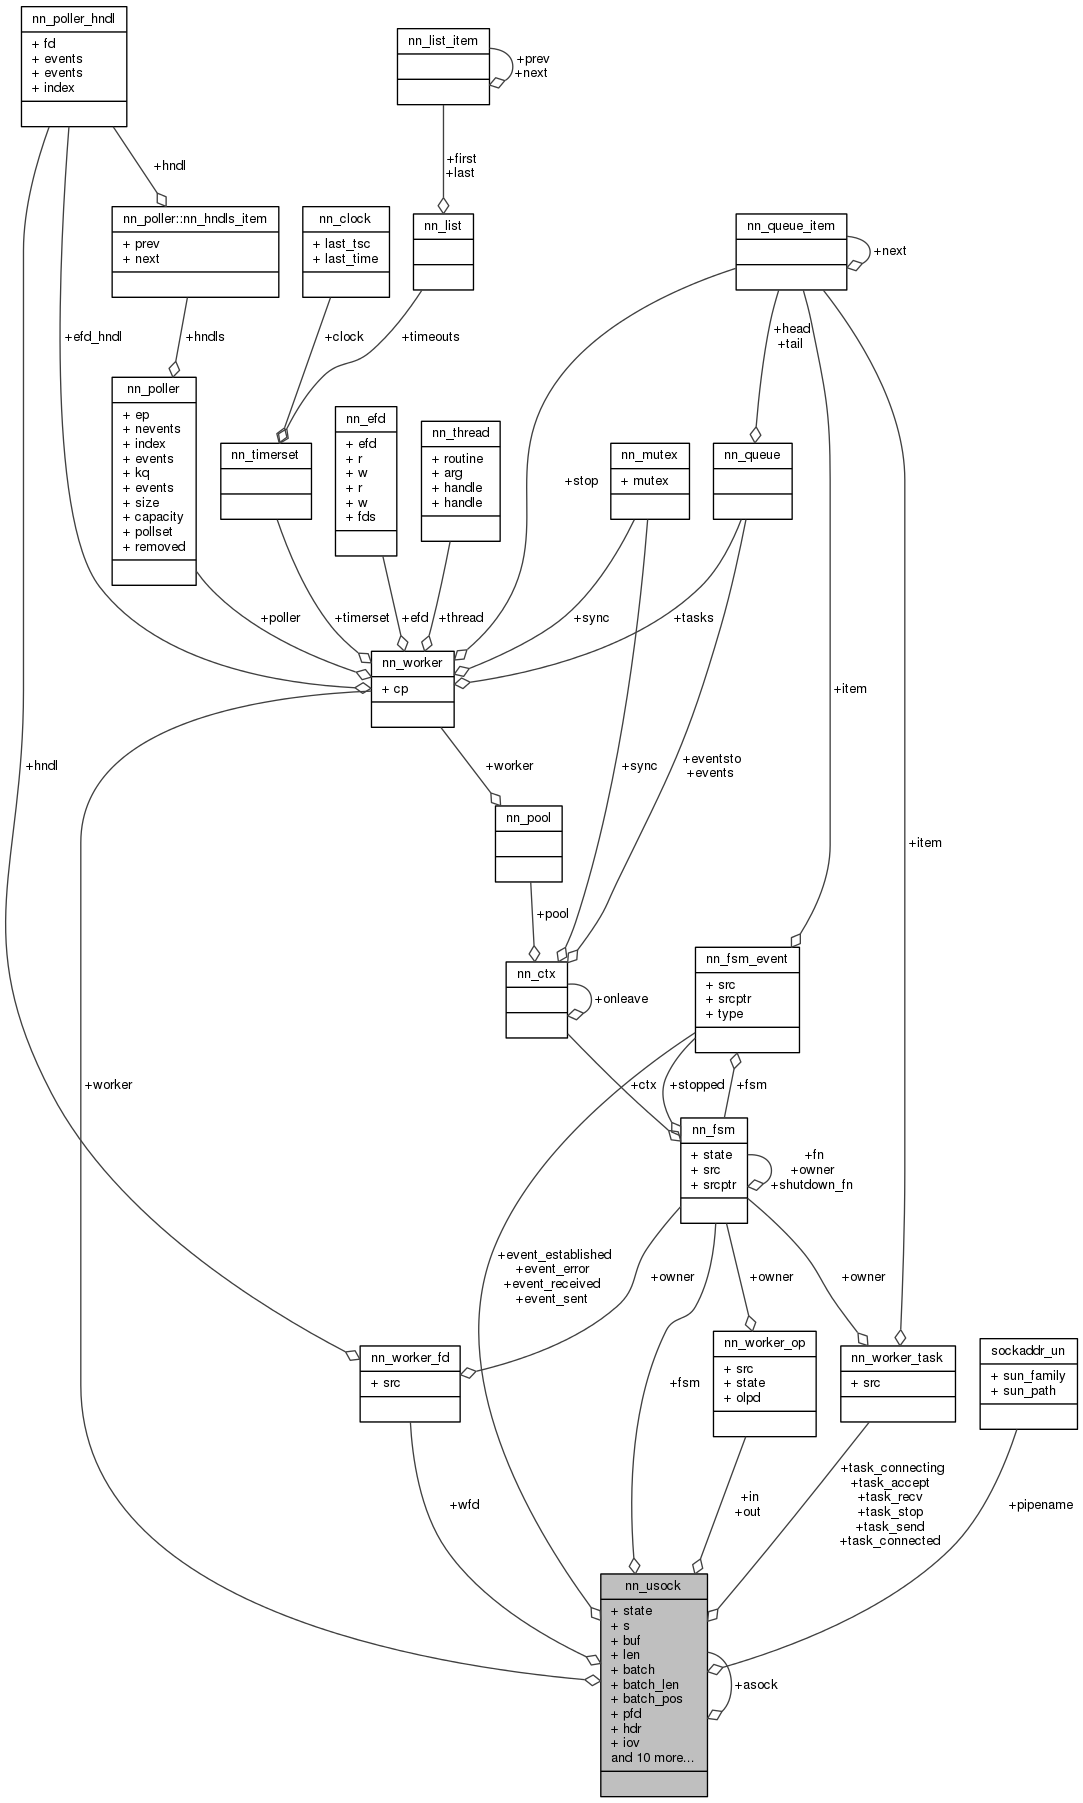 nn_poller_hndl
+ fd
+ events
+ events
+ index
nn_list_item
+prev
+next
+hndl
+first
+last
nn_poller::nn_hndls_item
+ prev
+ next
nn_clock
+ last_tsc
+ last_time
nn_list
nn_queue_item
+next
+efd_hndl
+hndls
+clock
+timeouts
+head
+tail
nn_poller
+ ep
+ nevents
+ index
+ events
+ kq
+ events
+ size
+ capacity
+ pollset
+ removed
nn_timerset
nn_efd
+ efd
+ r
+ w
+ r
+ w
+ fds
nn_thread
+ routine
+ arg
+ handle
+ handle
+stop
nn_mutex
+ mutex
nn_queue
+poller
+timerset
+efd
+thread
+sync
+tasks
nn_worker
+ cp
+item
+hndl
+worker
+sync
+eventsto
+events
nn_pool
+item
+pool
nn_ctx
+onleave
nn_fsm_event
+ src
+ srcptr
+ type
+worker
+ctx
+stopped
+fsm
nn_fsm
+ state
+ src
+ srcptr
+fn
+owner
+shutdown_fn
+event_established
+event_error
+event_received
+event_sent
+owner
+owner
+owner
nn_worker_fd
+ src
+fsm
nn_worker_op
+ src
+ state
+ olpd
nn_worker_task
+ src
sockaddr_un
+ sun_family
+ sun_path
+wfd
+in
+out
+task_connecting
+task_accept
+task_recv
+task_stop
+task_send
+task_connected
+pipename
nn_usock
+ state
+ s
+ buf
+ len
+ batch
+ batch_len
+ batch_pos
+ pfd
+ hdr
+ iov
and 10 more...
+asock